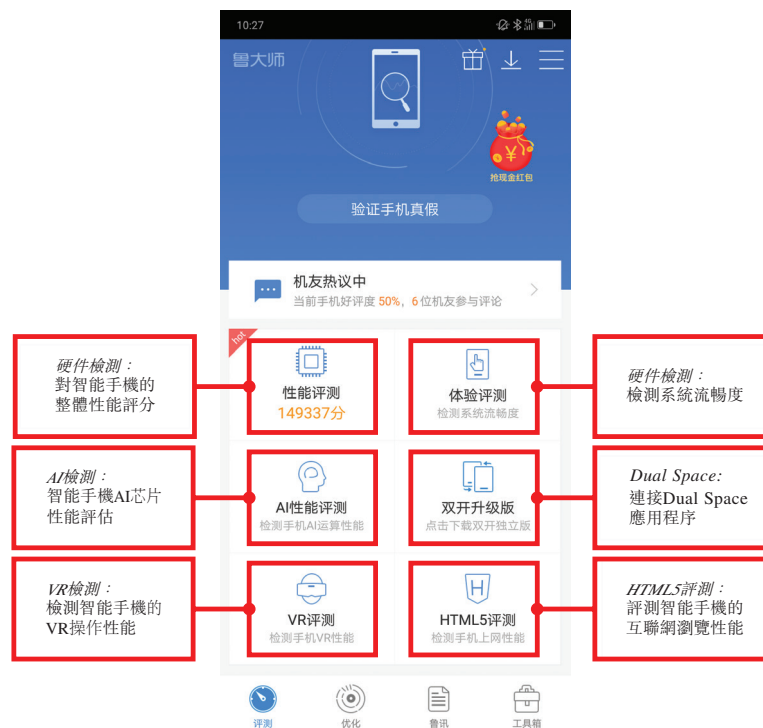 10:27
鲁大师
抢现金红包
验证手机真假
机友热议中
当前手机好评度 50%，6 位机友参与评论
hot
硬件檢測：
對智能手機的
整體性能評分
性能评测
149337分
体验评测
检测系统流畅度
硬件檢測：
檢測系統流暢度
AI檢測：
智能手機AI芯片
性能評估
AI性能评测
检测手机AI运算性能
双开升级版
点击下载双开独立版
Dual Space:
連接Dual Space
應用程序
VR檢測：
檢測智能手機的
VR操作性能
VR评测
检测手机VR性能
HTML5评测
检测手机上网性能
HTML5評測：
評測智能手機的
互聯網瀏覽性能
评测
优化
鲁讯
工具箱